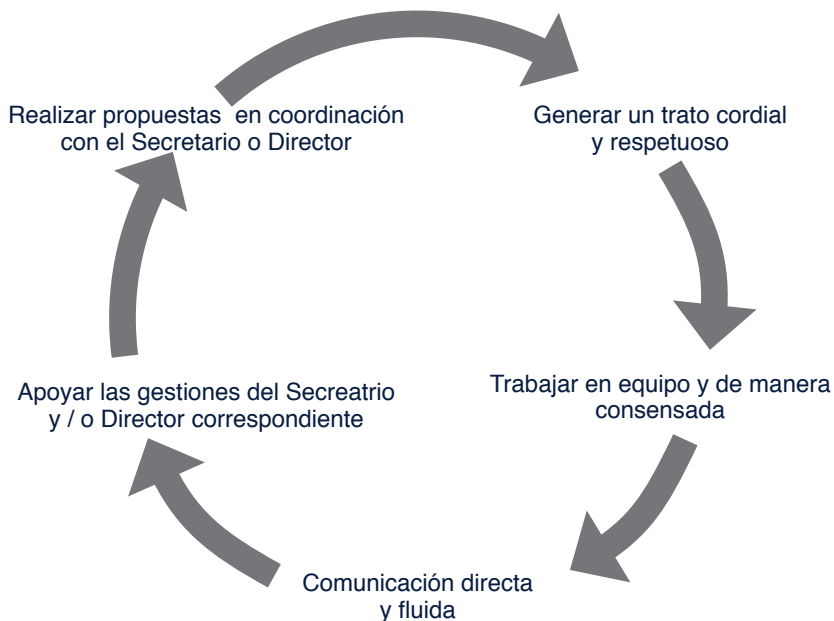 Realizar propuestas  en coordinación
con el Secretario o Director
Generar un trato cordial
y respetuoso
Trabajar en equipo y de manera
consensada
Comunicación directa
y fluida
Apoyar las gestiones del Secreatrio
y / o Director correspondiente